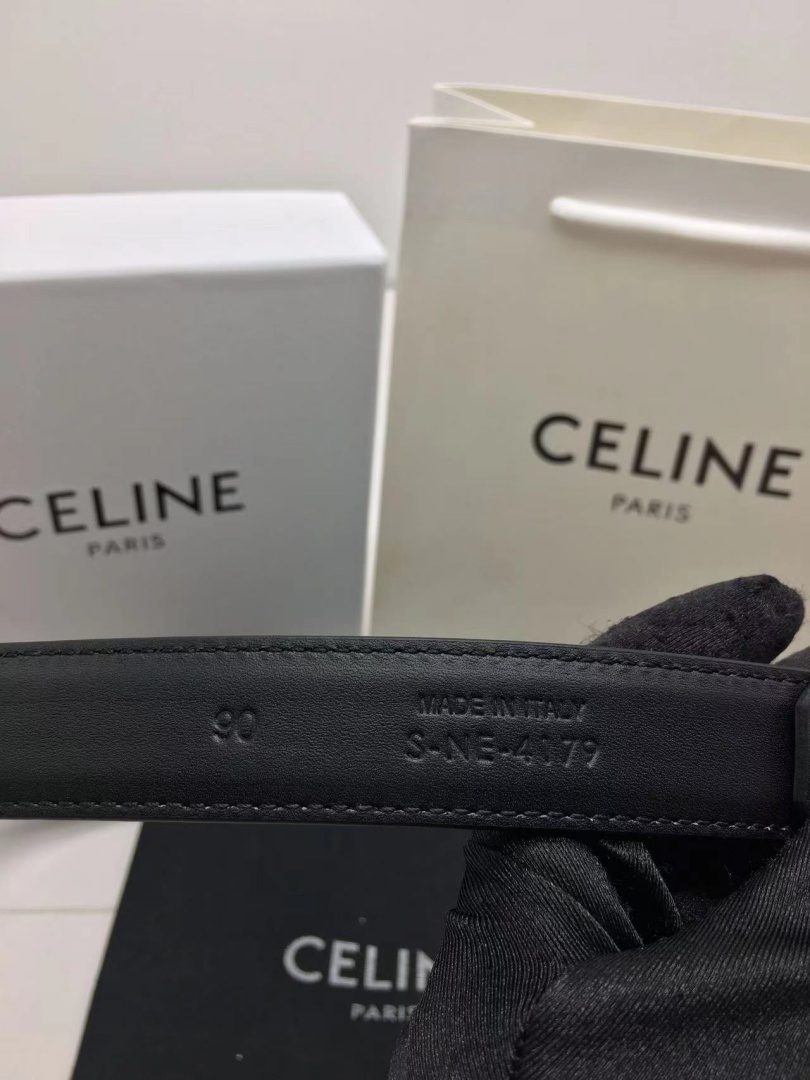 CELINE
PARIS
CELINE
PARIS
90
MADE IN ITALY
S-NE-4179
CELIN
PARIS